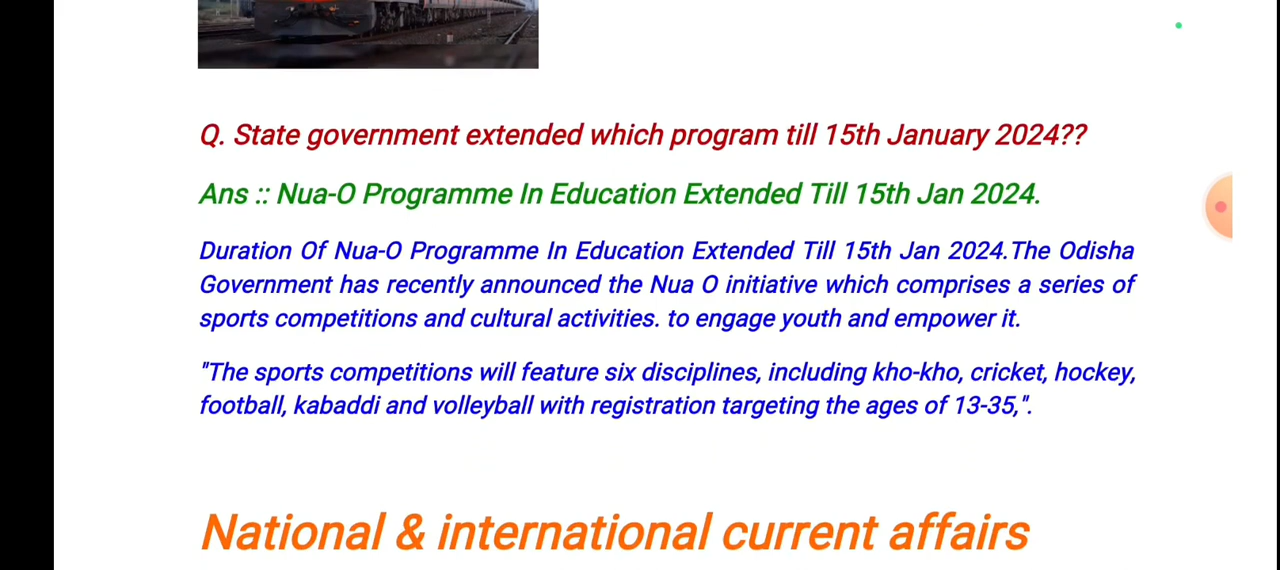 Q. State government extended which program till 15th January 2024??
Ans :: Nua-O Programme In Education Extended Till 15th Jan 2024.
Duration Of Nua-O Programme In Education Extended Till 15th Jan 2024.The Odisha
Government has recently announced the Nua O initiative which comprises a series of
sports competitions and cultural activities. to engage youth and empower it.
"The sports competitions will feature six disciplines, including kho-kho, cricket, hockey,
football, kabaddi and volleyball with registration targeting the ages of 13-35,".
National & international current affairs